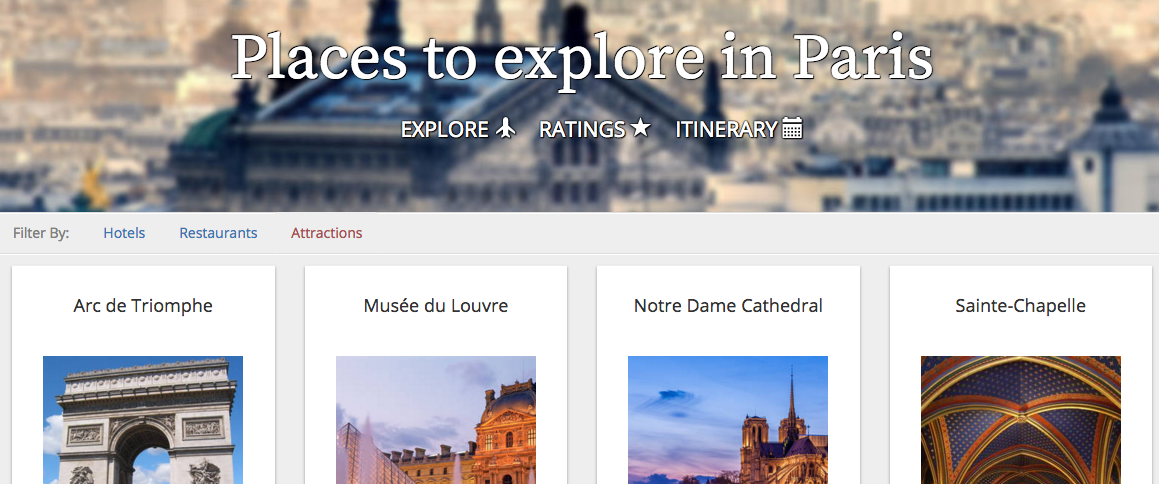 Places to explore in Paris
EXPLORE RATINGS ITINERARY
Filter By: Hotels Restaurants Attractions
Arc de Triomphe Musée du Louvre Notre Dame Cathedral Sainte-Chapelle